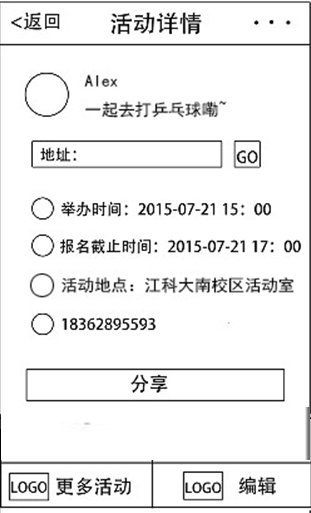 <返回 活动详情 ···
Alex
一起去打乒乓球嘞~
地址： GO
举办时间：2015-07-21 15：00
报名截止时间：2015-07-21 17：00
活动地点：江科大南校区活动室
18362895593
分享
LOGO 更多活动 LOGO 编辑